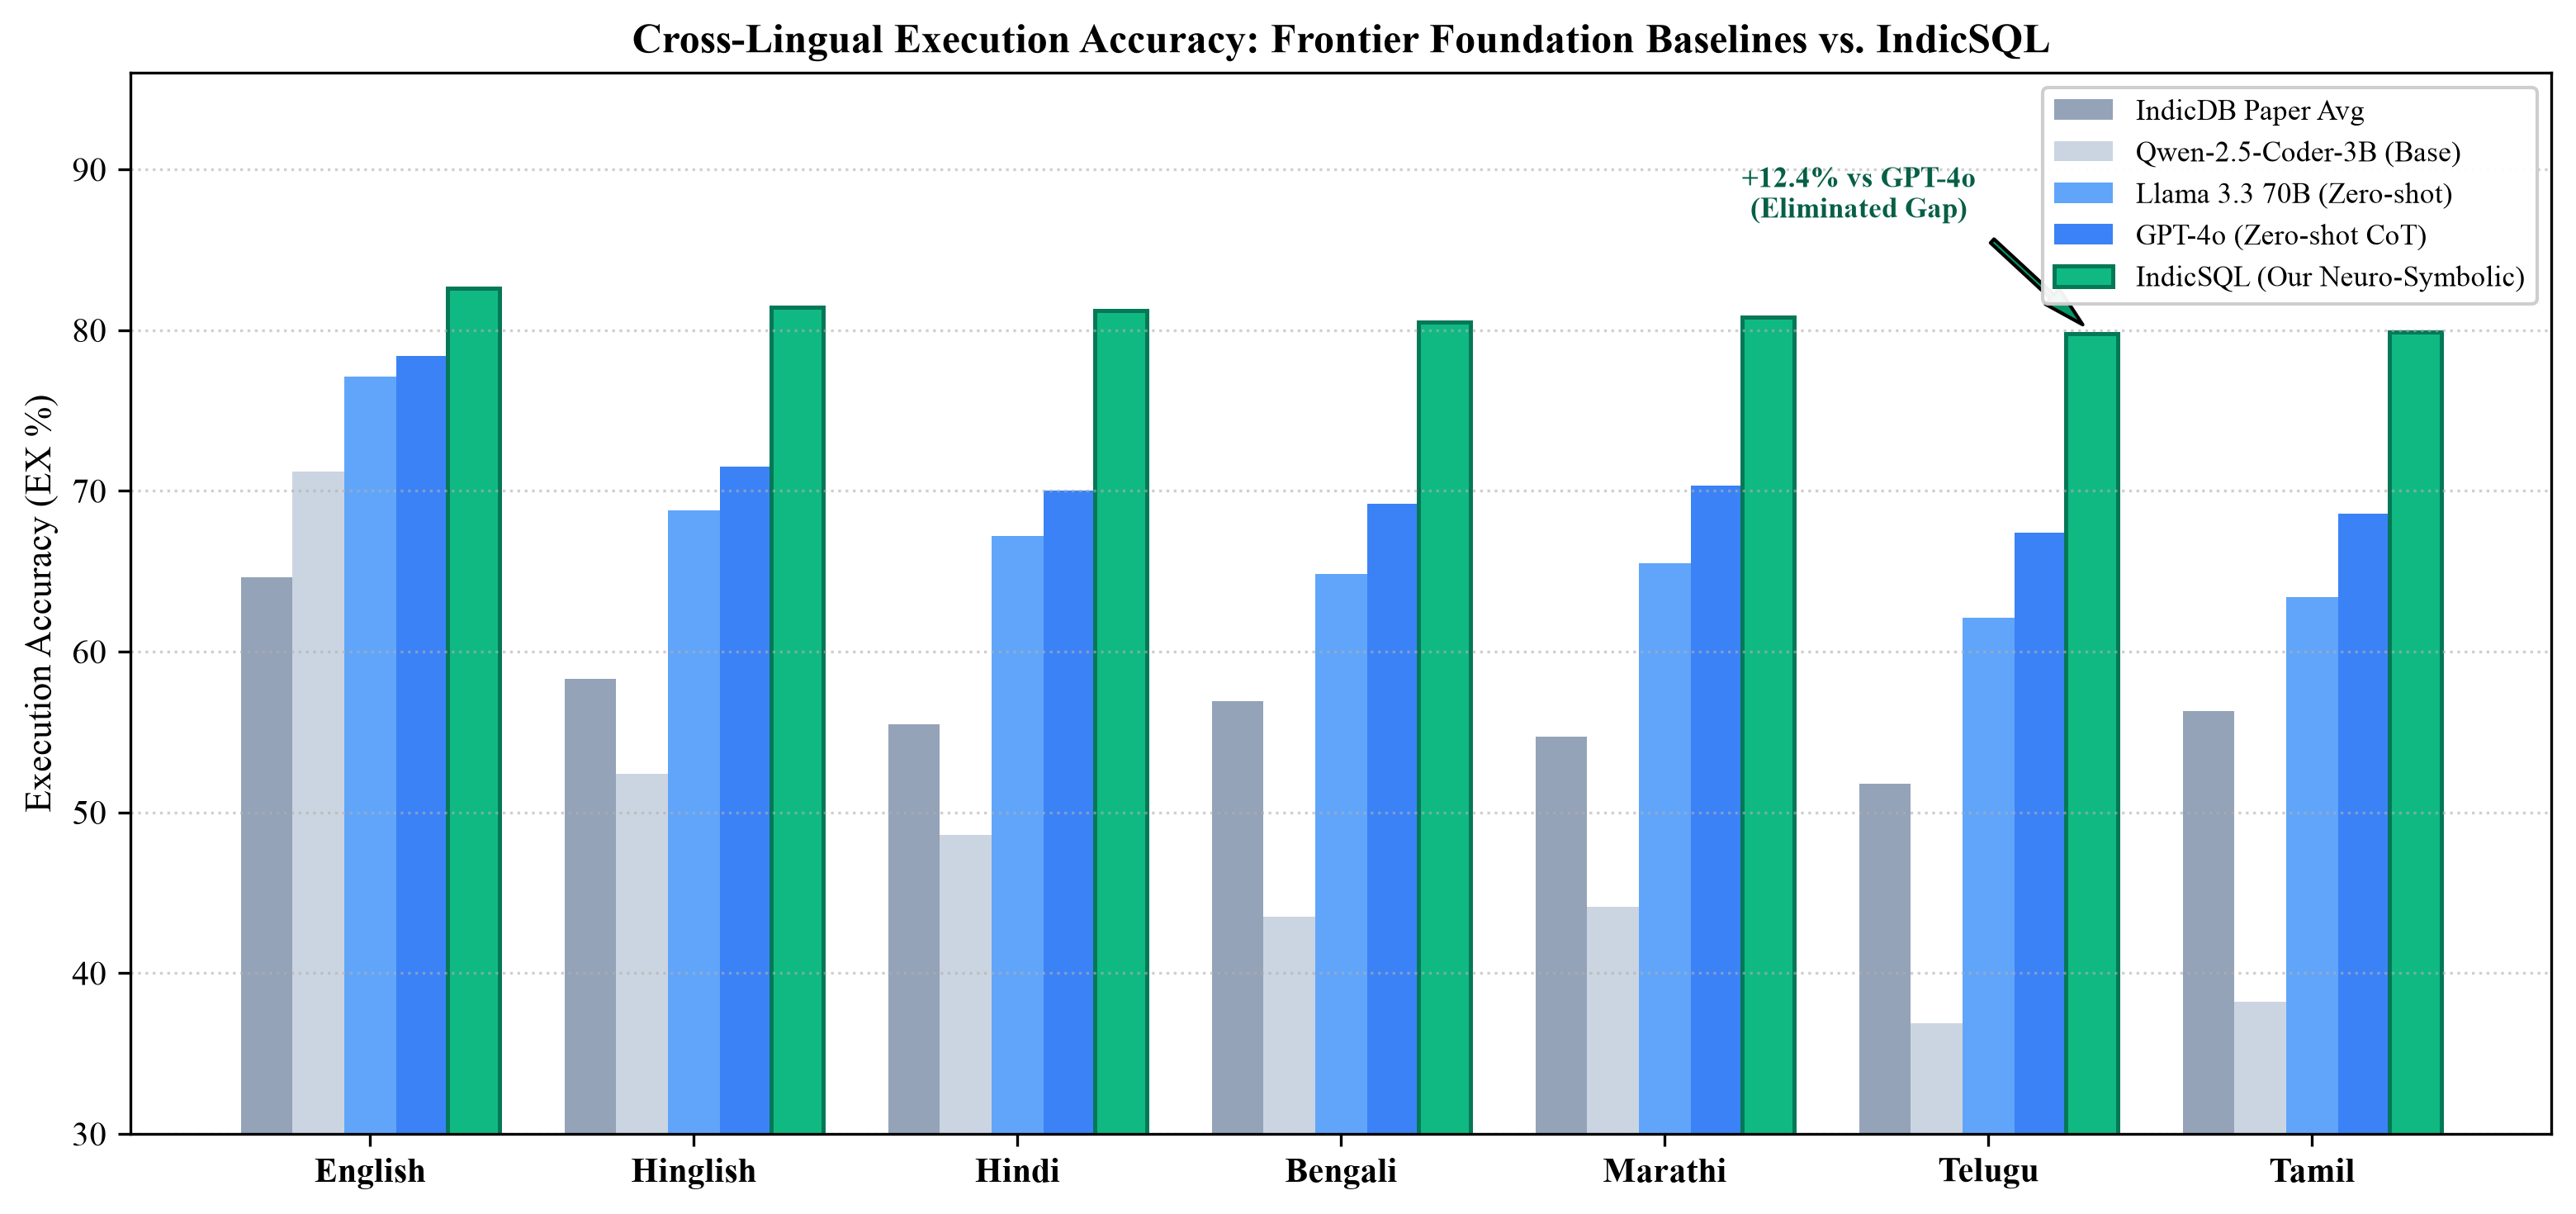 Cross-Lingual Execution Accuracy: Frontier Foundation Baselines vs. IndicSQL
Execution Accuracy (EX %)
90
80
70
60
50
40
30
+12.4% vs GPT-4o
(Eliminated Gap)
IndicDB Paper Avg
Qwen-2.5-Coder-3B (Base)
Llama 3.3 70B (Zero-shot)
GPT-4o (Zero-shot CoT)
IndicSQL (Our Neuro-Symbolic)
English
Hinglish
Hindi
Bengali
Marathi
Telugu
Tamil